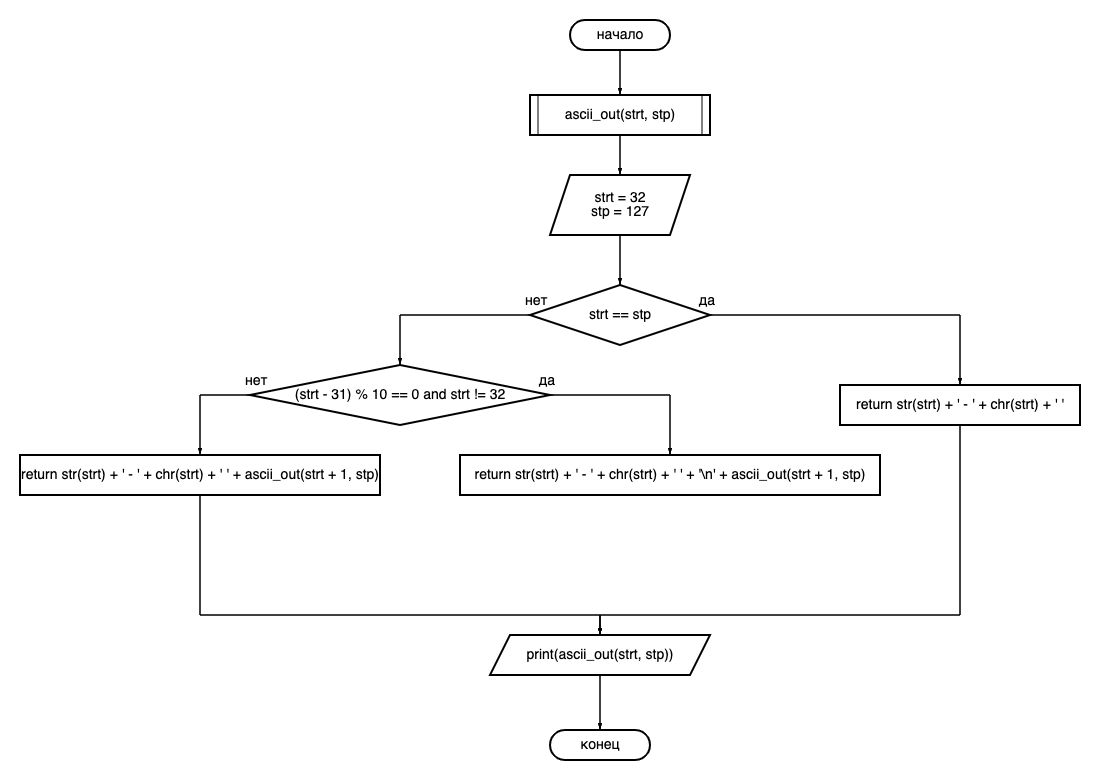 начало
ascii_out(strt, stp)
strt = 32
stp = 127
нет
да
strt == stp
нет
да
(strt - 31) % 10 == 0 and strt != 32
return str(strt) + ' - ' + chr(strt) + ' '
return str(strt) + ' - ' + chr(strt) + ' ' + ascii_out(strt + 1, stp)
return str(strt) + ' - ' + chr(strt) + ' ' + '\n' + ascii_out(strt + 1, stp)
print(ascii_out(strt, stp))
конец